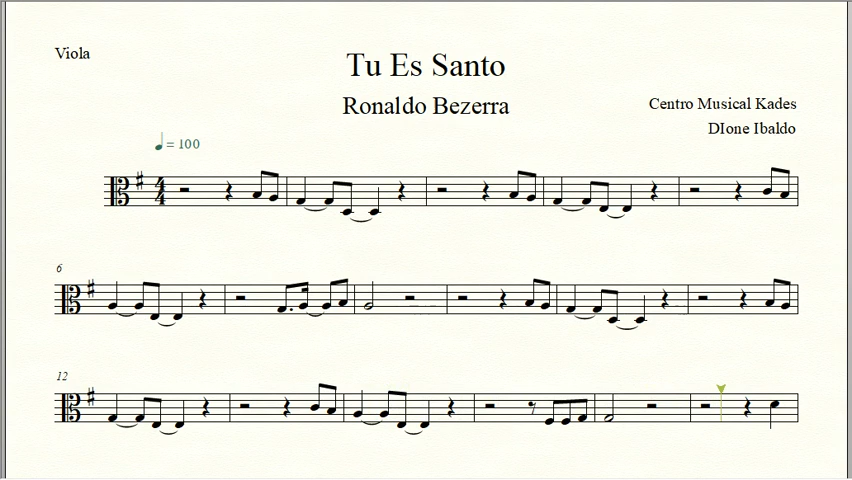 Viola
Tu Es Santo
Ronaldo Bezerra
Centro Musical Kades
DIone Ibaldo
= 100
4
4
6
12